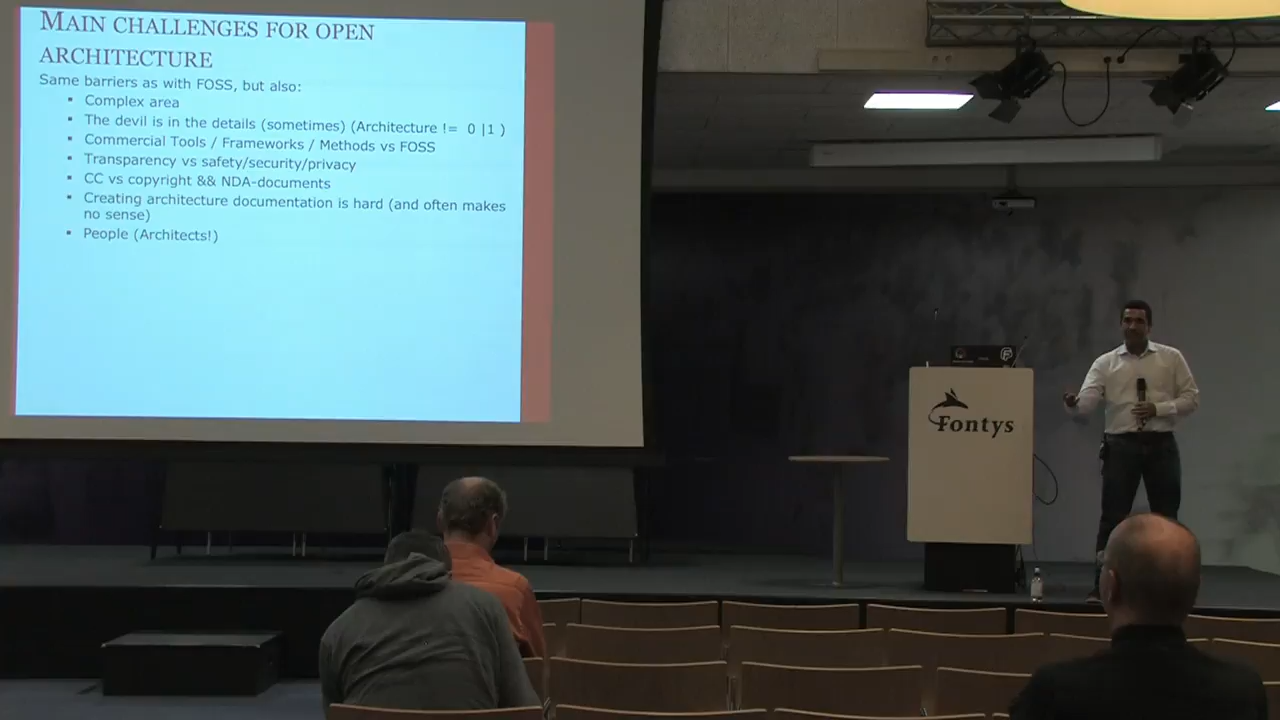 MAIN CHALLENGES FOR OPEN
ARCHITECTURE
Same barriers as with FOSS, but also:
▪ Complex area
▪ The devil is in the details (sometimes) (Architecture != 0 |1 )
▪ Commercial Tools / Frameworks / Methods vs FOSS
▪ Transparency vs safety/security/privacy
▪ CC vs copyright && NDA-documents
▪ Creating architecture documentation is hard (and often makes
no sense)
▪ People (Architects!)
Fontys